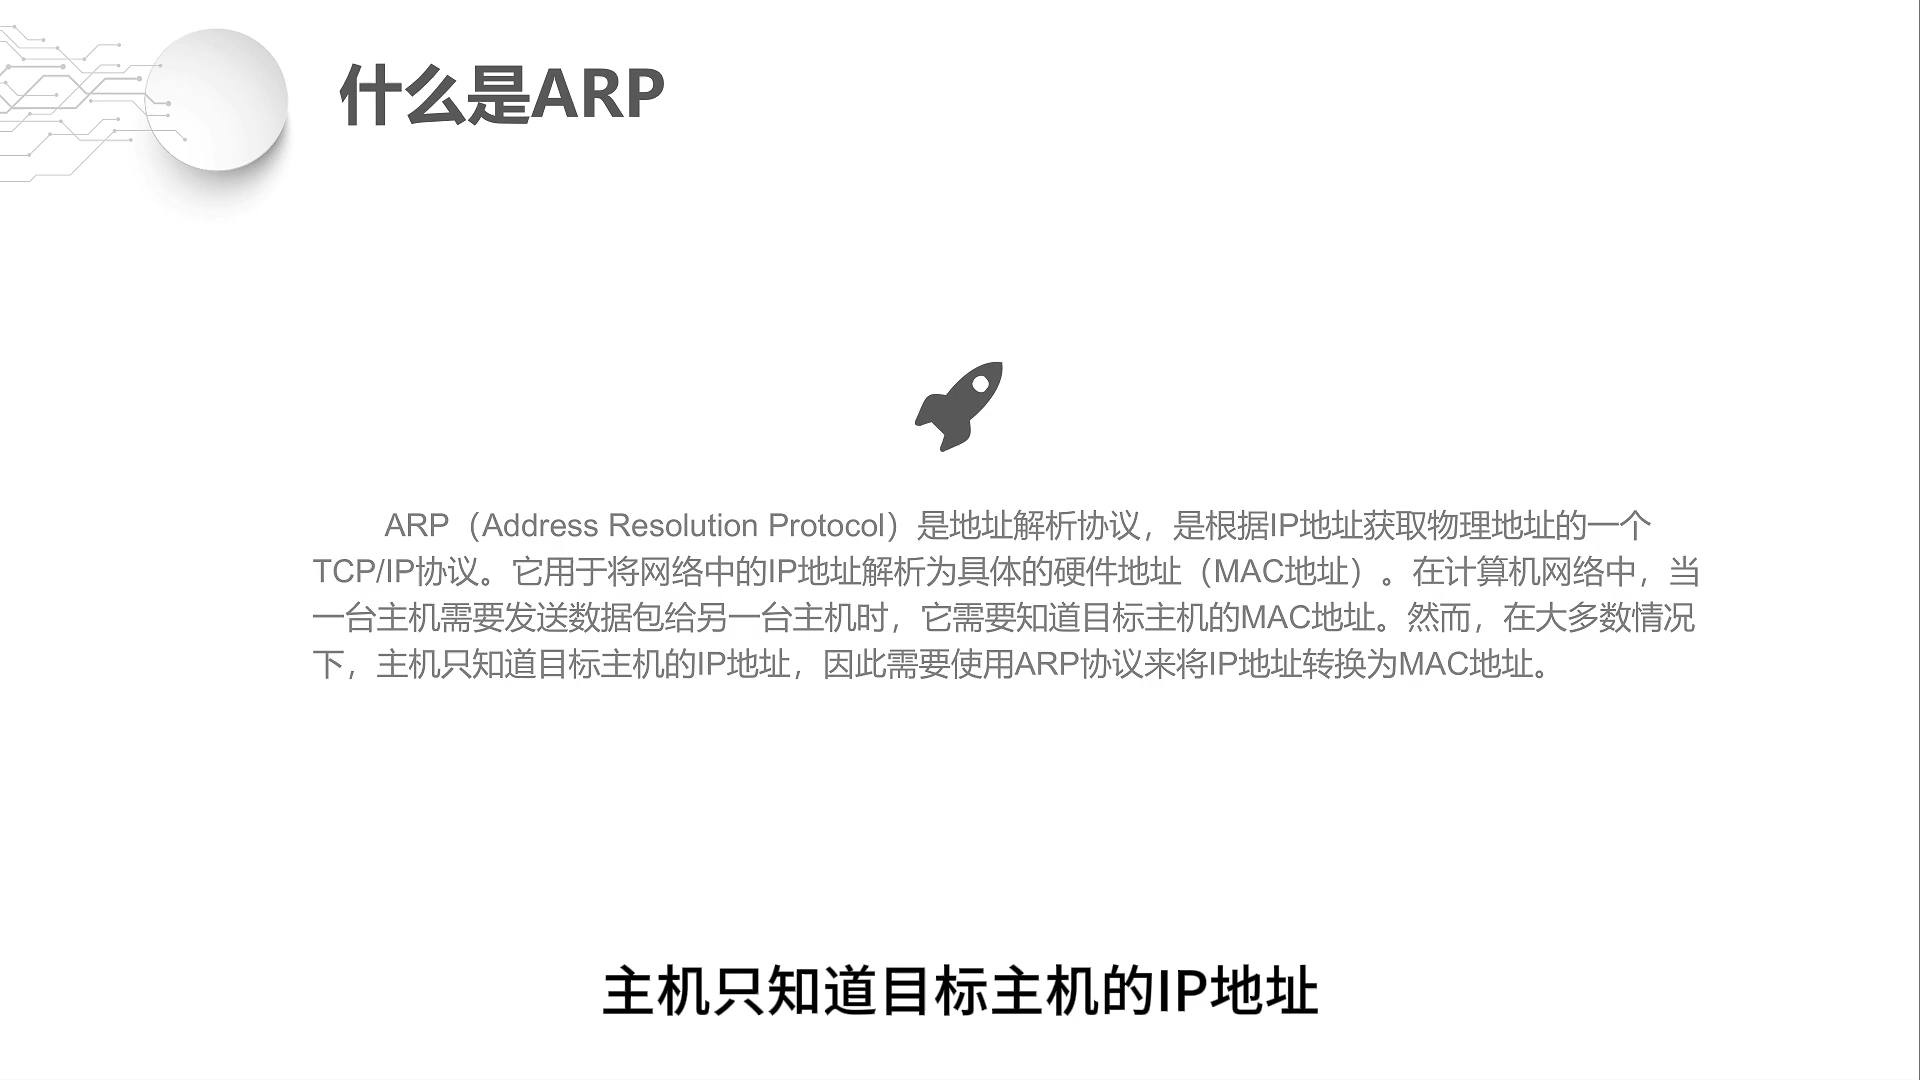 什么是ARP
ARP（Address Resolution Protocol）是地址解析协议，是根据IP地址获取物理地址的一个
TCP/IP协议。它用于将网络中的IP地址解析为具体的硬件地址（MAC地址）。在计算机网络中，当
一台主机需要发送数据包给另一台主机时，它需要知道目标主机的MAC地址。然而，在大多数情况
下，主机只知道目标主机的IP地址，因此需要使用ARP协议来将IP地址转换为MAC地址。
主机只知道目标主机的IP地址